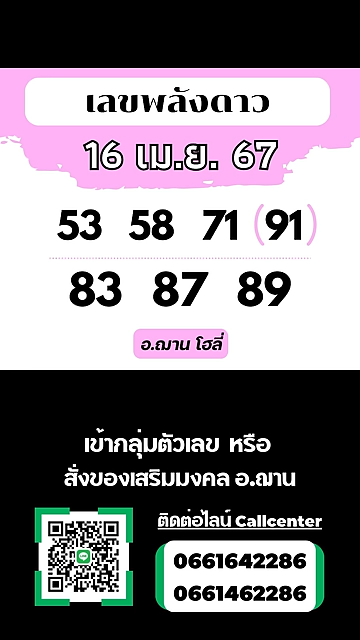 เลขพลังดาว
16 เม.ย. 67
53 58 71 (91)
83 87 89
อ.ฌาน โฮลี่
เข้ากลุ่มตัวเลข หรือ
สั่งของเสริมมงคล อ.ฌาน
ติดต่อไลน์ Callcenter
0661642286
0661462286